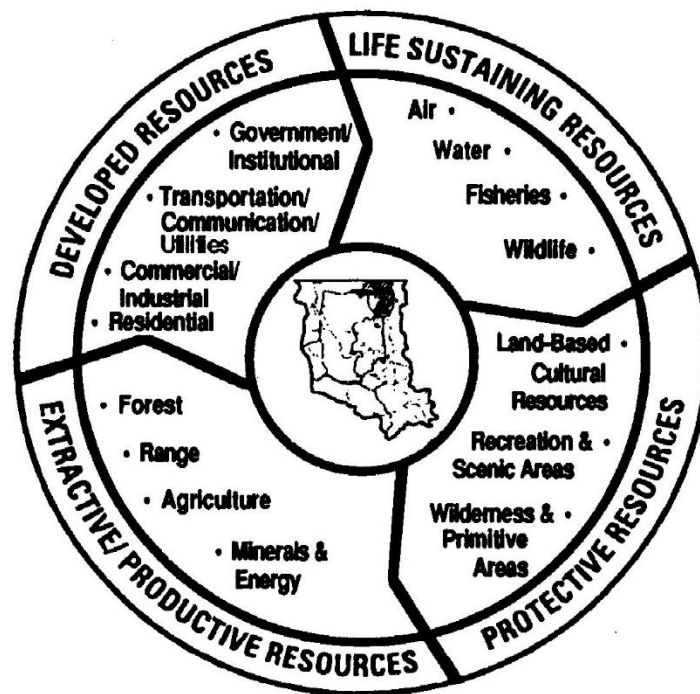 LIFE SUSTAINING RESOURCES
Air •
Water •
Fisheries •
Wildlife •
PROTECTIVE RESOURCES
Land-Based •
Cultural
Resources
Recreation & •
Scenic Areas
Wilderness & •
Primitive
Areas
EXTRACTIVE/ PRODUCTIVE RESOURCES
• Forest
• Range
• Agriculture
• Minerals &
Energy
DEVELOPED RESOURCES
• Government/
Institutional
• Transportation/
Communication/
Utilities
• Commercial/
Industrial
• Residential